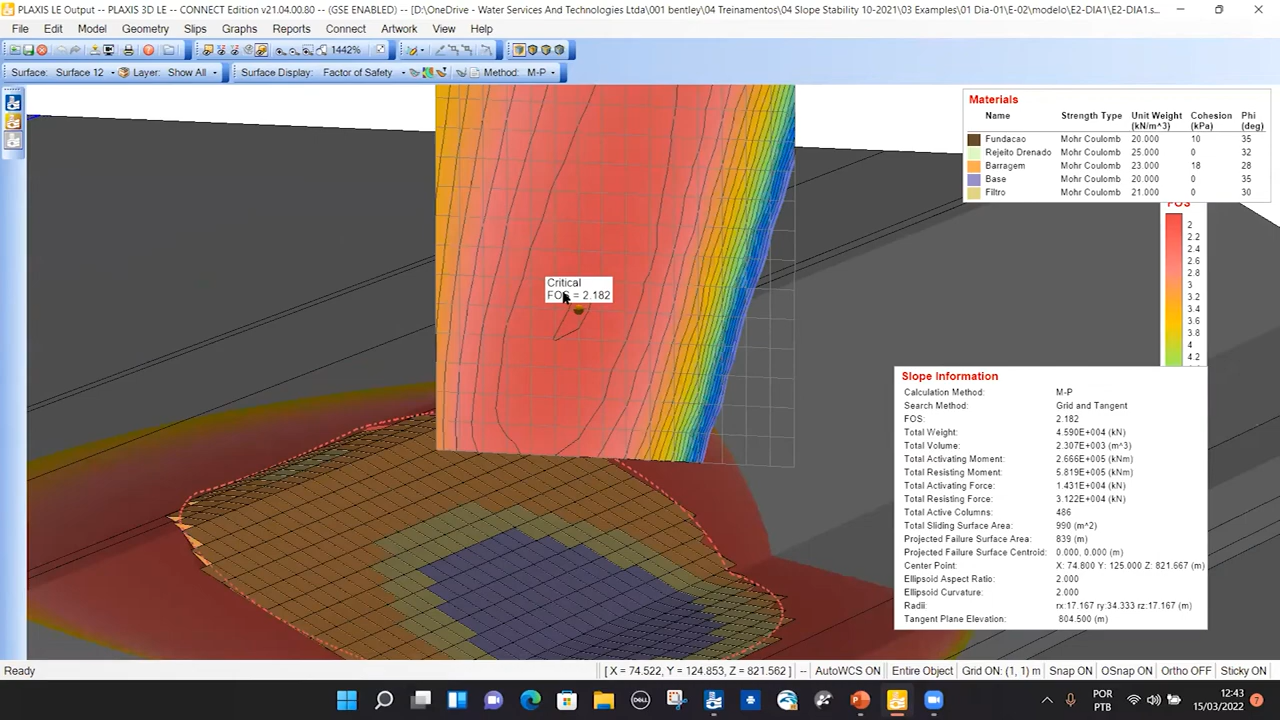 PLAXIS LE Output -- PLAXIS 3D LE -- CONNECT Edition v21.04.00.80 -- (GSE ENABLED) -- [D:\OneDrive - Water Services And Technologies Ltda\001 bentley\04 Treinamentos\04 Slope Stability 10-2021\03 Examples\01 Dia-01\E-02\modelo\E2-DIA1\E2-DIA1.s...
File Edit Model Geometry Slips Graphs Reports Connect Artwork View Help
1442%
Surface: Surface 12 Layer: Show All Surface Display: Factor of Safety Method: M-P
Materials
Name Strength Type Unit Weight (kN/m^3) Cohesion (kPa) Phi (deg)
Fundacao Mohr Coulomb 20.000 10 35
Rejeito Drenado Mohr Coulomb 25.000 0 32
Barragem Mohr Coulomb 23.000 18 28
Base Mohr Coulomb 20.000 0 35
Filtro Mohr Coulomb 21.000 0 30
FOS
2
2.2
2.4
2.6
2.8
3
3.2
3.4
3.6
3.8
4
4.2
Critical
FOS = 2.182
Slope Information
Calculation Method: M-P
Search Method: Grid and Tangent
FOS: 2.182
Total Weight: 4.590E+004 (kN)
Total Volume: 2.307E+003 (m^3)
Total Activating Moment: 2.666E+005 (kNm)
Total Resisting Moment: 5.819E+005 (kNm)
Total Activating Force: 1.431E+004 (kN)
Total Resisting Force: 3.122E+004 (kN)
Total Active Columns: 486
Total Sliding Surface Area: 990 (m^2)
Projected Failure Surface Area: 839 (m)
Projected Failure Surface Centroid: 0.000, 0.000 (m)
Center Point: X: 74.800 Y: 125.000 Z: 821.667 (m)
Ellipsoid Aspect Ratio: 2.000
Ellipsoid Curvature: 2.000
Radii: rx:17.167 ry:34.333 rz:17.167 (m)
Tangent Plane Elevation: 804.500 (m)
Ready [ X = 74.522, Y = 124.853, Z = 821.562] -- AutoWCS ON Entire Object Grid ON: (1, 1) m Snap ON OSnap ON Ortho OFF Sticky ON
DELL
POR
PTB
12:43
15/03/2022
7